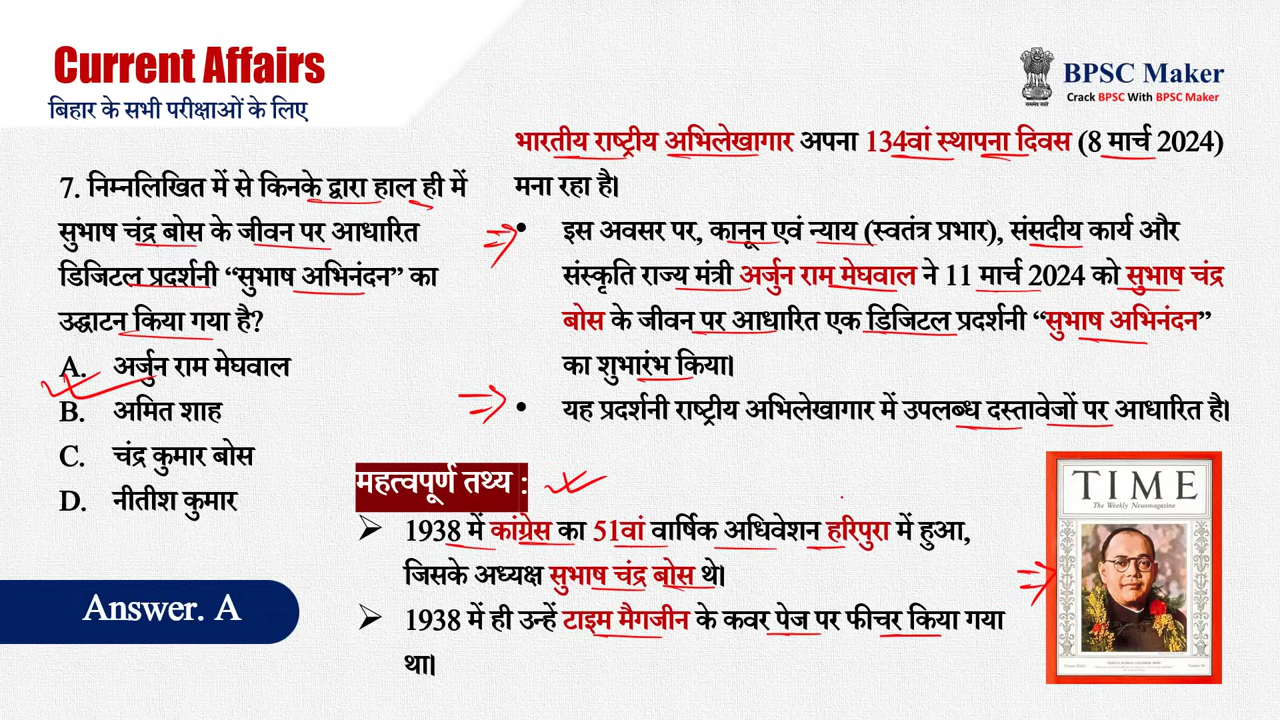 Current Affairs
बिहार के सभी परीक्षाओं के लिए
BPSC Maker
Crack BPSC With BPSC Maker
7. निम्नलिखित में से किनके द्वारा हाल ही में
सुभाष चंद्र बोस के जीवन पर आधारित
डिजिटल प्रदर्शनी “सुभाष अभिनंदन” का
उद्धाटन किया गया है?
A. अर्जुन राम मेघवाल
B. अमित शाह
C. चंद्र कुमार बोस
D. नीतीश कुमार
Answer. A
भारतीय राष्ट्रीय अभिलेखागार अपना 134वां स्थापना दिवस (8 मार्च 2024)
मना रहा है।
• इस अवसर पर, कानून एवं न्याय (स्वतंत्र प्रभार), संसदीय कार्य और
संस्कृति राज्य मंत्री अर्जुन राम मेघवाल ने 11 मार्च 2024 को सुभाष चंद्र
बोस के जीवन पर आधारित एक डिजिटल प्रदर्शनी “सुभाष अभिनंदन”
का शुभारंभ किया।
• यह प्रदर्शनी राष्ट्रीय अभिलेखागार में उपलब्ध दस्तावेजों पर आधारित है।
महत्वपूर्ण तथ्य :
➢ 1938 में कांग्रेस का 51वां वार्षिक अधिवेशन हरिपुरा में हुआ,
जिसके अध्यक्ष सुभाष चंद्र बोस थे।
➢ 1938 में ही उन्हें टाइम मैगजीन के कवर पेज पर फीचर किया गया
था।
TIME
The Weekly Newsmagazine